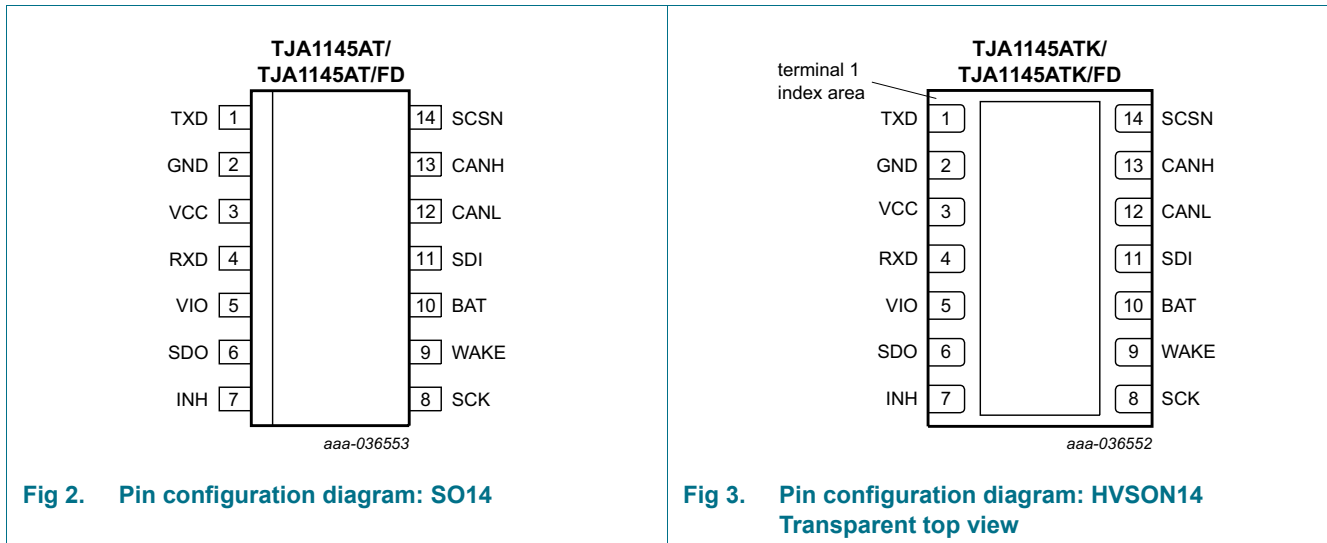 TJA1145AT/
TJA1145AT/FD
TXD 1 14 SCSN
GND 2 13 CANH
VCC 3 12 CANL
RXD 4 11 SDI
VIO 5 10 BAT
SDO 6 9 WAKE
INH 7 8 SCK
aaa-036553
Fig 2. Pin configuration diagram: SO14
TJA1145ATK/
TJA1145ATK/FD
terminal 1
index area
TXD 1 14 SCSN
GND 2 13 CANH
VCC 3 12 CANL
RXD 4 11 SDI
VIO 5 10 BAT
SDO 6 9 WAKE
INH 7 8 SCK
aaa-036552
Fig 3. Pin configuration diagram: HVSON14
Transparent top view